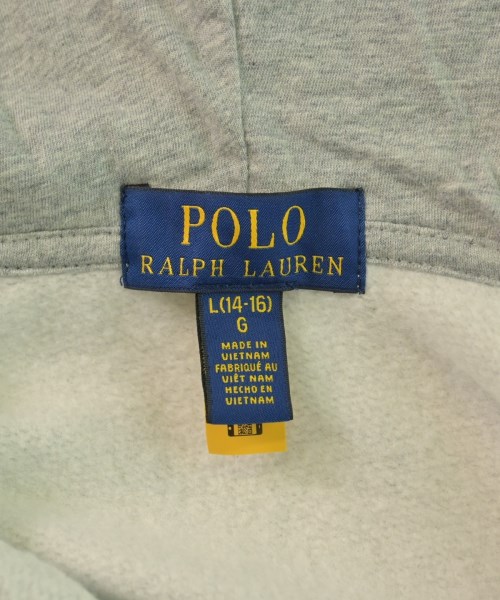 POLO
RALPH LAUREN
L(14-16)
G
MADE IN
VIETNAM
FABRIQUÉ AU
VIÊT NAM
HECHO EN
VIETNAM